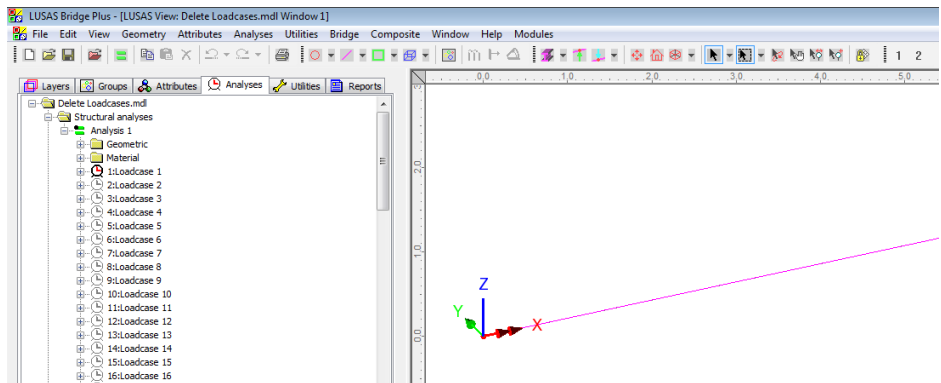 LUSAS Bridge Plus - [LUSAS View: Delete Loadcases.mdl Window 1]
File Edit View Geometry Attributes Analyses Utilities Bridge Composite Window Help Modules
1 2
Layers Groups Attributes Analyses Utilities Reports
0.0 1.0 2.0 3.0 4.0 5.0
Delete Loadcases.mdl
Structural analyses
Analysis 1
Geometric
Material
1:Loadcase 1
2:Loadcase 2
3:Loadcase 3
4:Loadcase 4
5:Loadcase 5
6:Loadcase 6
7:Loadcase 7
8:Loadcase 8
9:Loadcase 9
10:Loadcase 10
11:Loadcase 11
12:Loadcase 12
13:Loadcase 13
14:Loadcase 14
15:Loadcase 15
16:Loadcase 16
2.0
1.0
0.0
Z
Y
X